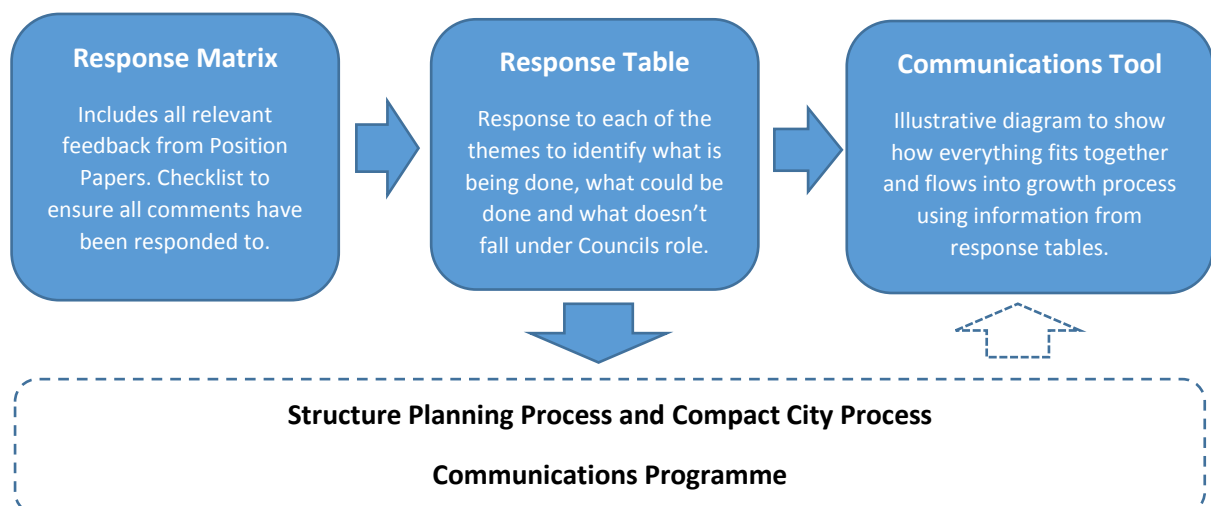 Response Matrix
Includes all relevant
feedback from Position
Papers. Checklist to
ensure all comments have
been responded to.
Response Table
Response to each of the
themes to identify what is
being done, what could be
done and what doesn't
fall under Councils role.
Communications Tool
Illustrative diagram to show
how everything fits together
and flows into growth process
using information from
response tables.
Structure Planning Process and Compact City Process
Communications Programme